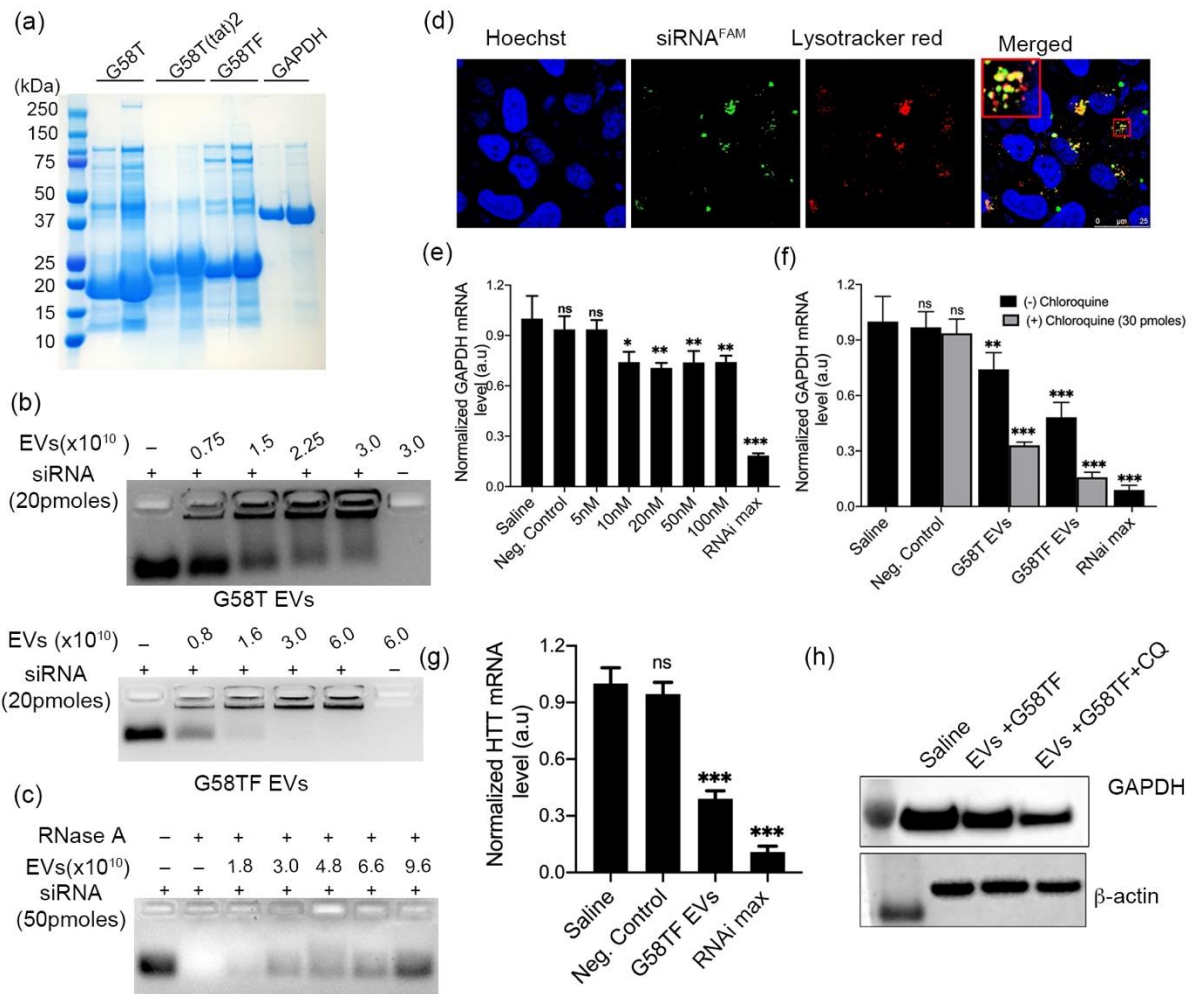 (a)
G58T G58T(tat)2 G58TF GAPDH
(kDa)
250
150
75
50
37
25
20
15
10
(b)
EVs(x10¹⁰) – 0.75 1.5 2.25 3.0 3.0
siRNA + + + + + –
(20pmoles)
G58T EVs
EVs (x10¹⁰) – 0.8 1.6 3.0 6.0 6.0
siRNA + + + + + –
(20pmoles)
G58TF EVs
(c)
RNase A – + + + + + +
EVs(x10¹⁰) – – 1.8 3.0 4.8 6.6 9.6
siRNA + + + + + + +
(50pmoles)
(d)
Hoechst siRNA^FAM Lysotracker red Merged
0 µm 25
(e)
Normalized GAPDH mRNA
level (a.u)
1.2
0.9
0.6
0.3
0.0
ns ns * ** ** ** ***
Saline Neg. Control 5nM 10nM 20nM 50nM 100nM RNAi max
(f)
Normalized GAPDH mRNA
level (a.u)
1.2
0.9
0.6
0.3
0.0
(-) Chloroquine
(+) Chloroquine (30 pmoles)
ns ns ** *** *** *** ***
Saline Neg. Control G58T EVs G58TF EVs RNai max
(g)
Normalized HTT mRNA
level (a.u)
1.2
0.9
0.6
0.3
0.0
ns *** ***
Saline Neg. Control G58TF EVs RNAi max
(h)
Saline EVs +G58TF EVs +G58TF+CQ
GAPDH
β-actin